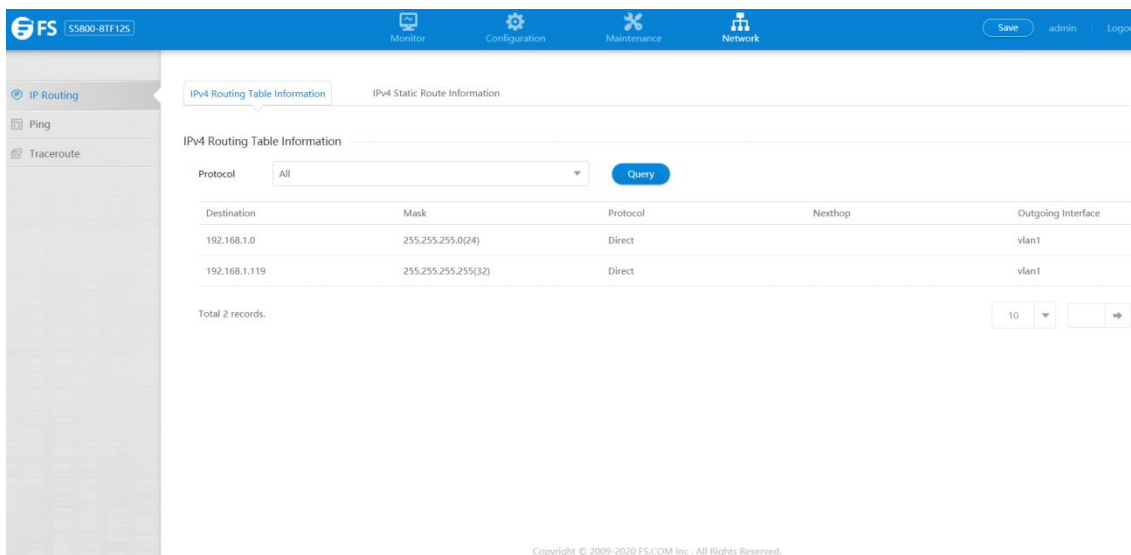 FS S5800-8TF12S
Monitor Configuration Maintenance Network Save admin
IP Routing
Ping
Traceroute
IPv4 Routing Table Information IPv4 Static Route Information
IPv4 Routing Table Information
Protocol All Query
Destination Mask Protocol Nexthop Outgoing Interface
192.168.1.0 255.255.255.0(24) Direct vlan1
192.168.1.119 255.255.255.255(32) Direct vlan1
Total 2 records. 10
Copyright © 2009-2020 FS.COM Inc . All Rights Reserved.